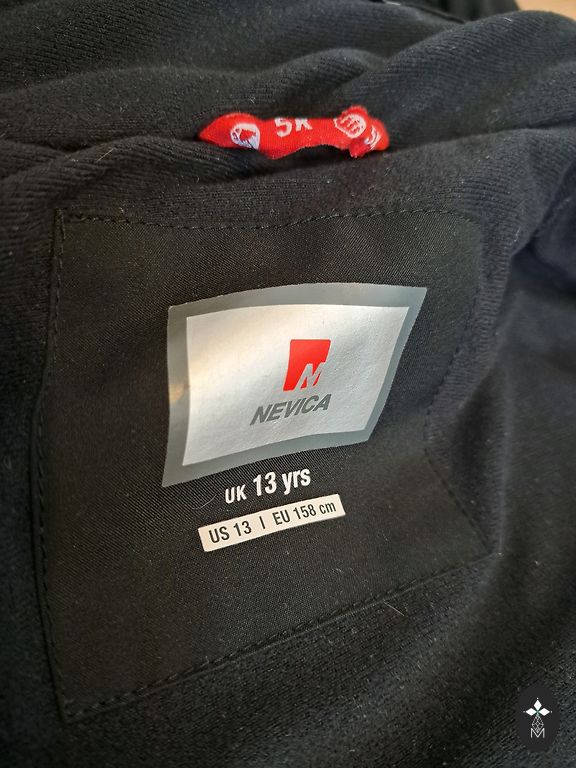 5K
NEVICA
UK 13 yrs
US 13 | EU 158 cm